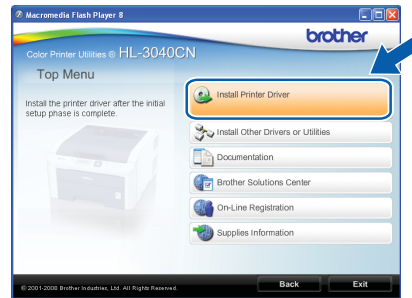 Macromedia Flash Player 8
brother
Color Printer Utilities ® HL-3040CN
Top Menu
Install the printer driver after the initial
setup phase is complete.
Install Printer Driver
Install Other Drivers or Utilities
Documentation
Brother Solutions Center
On-Line Registration
Supplies Information
© 2001-2008 Brother Industries, Ltd. All Rights Reserved.
Back
Exit